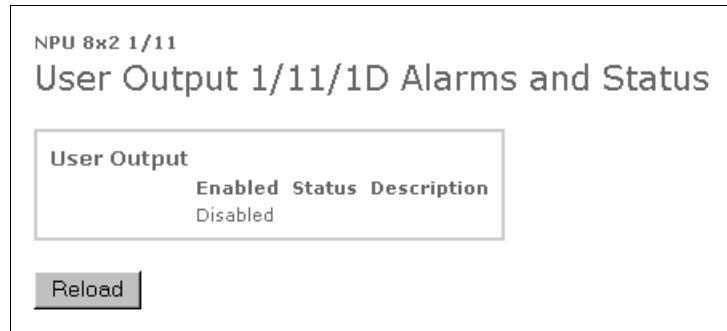 NPU 8x2 1/11
User Output 1/11/1D Alarms and Status
User Output
Enabled Status Description
Disabled
Reload